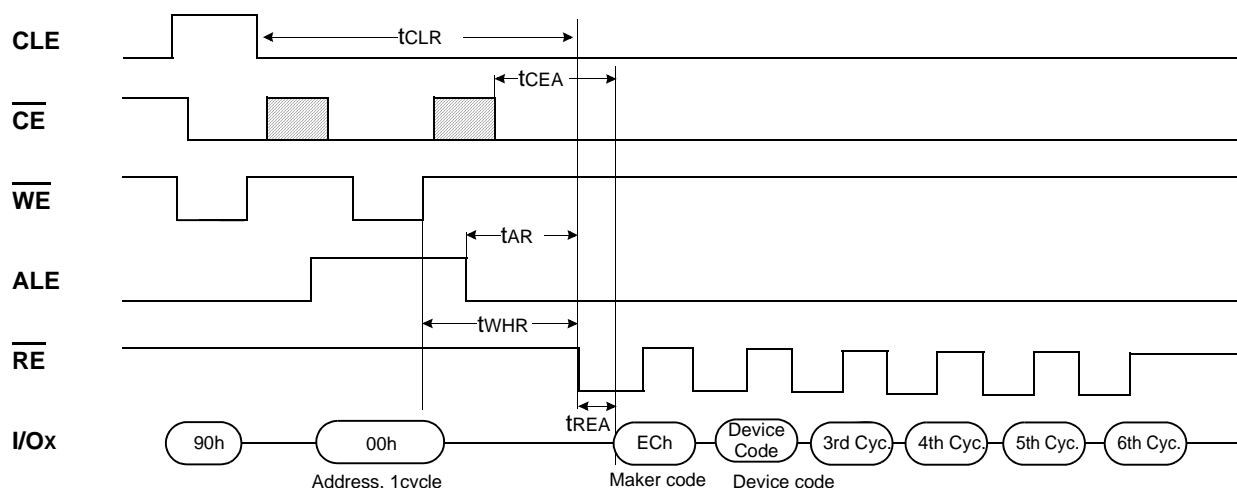 CLE
tCLR
tCEA
CE
WE
tAR
ALE
tWHR
RE
tREA
I/Ox
90h
00h
ECh
Device
Code
3rd Cyc.
4th Cyc.
5th Cyc.
6th Cyc.
Address. 1cycle
Maker code
Device code